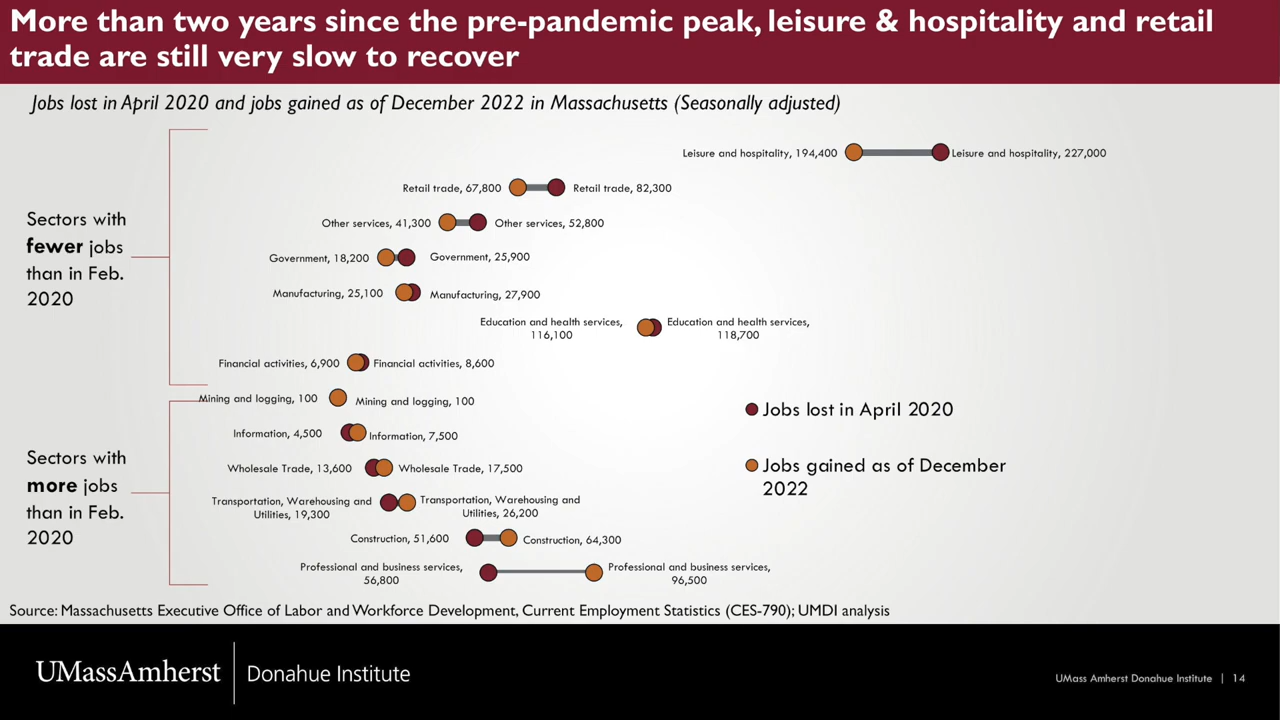 More than two years since the pre-pandemic peak, leisure & hospitality and retail
trade are still very slow to recover
Jobs lost in April 2020 and jobs gained as of December 2022 in Massachusetts (Seasonally adjusted)
Sectors with
fewer jobs
than in Feb.
2020
Leisure and hospitality, 194,400
Leisure and hospitality, 227,000
Retail trade, 67,800
Retail trade, 82,300
Other services, 41,300
Other services, 52,800
Government, 18,200
Government, 25,900
Manufacturing, 25,100
Manufacturing, 27,900
Education and health services,
116,100
Education and health services,
118,700
Financial activities, 6,900
Financial activities, 8,600
Sectors with
more jobs
than in Feb.
2020
Mining and logging, 100
Mining and logging, 100
Information, 4,500
Information, 7,500
Wholesale Trade, 13,600
Wholesale Trade, 17,500
Transportation, Warehousing and
Utilities, 19,300
Transportation, Warehousing and
Utilities, 26,200
Construction, 51,600
Construction, 64,300
Professional and business services,
56,800
Professional and business services,
96,500
Jobs lost in April 2020
Jobs gained as of December
2022
Source: Massachusetts Executive Office of Labor and Workforce Development, Current Employment Statistics (CES-790); UMDI analysis
UMassAmherst
Donahue Institute
UMass Amherst Donahue Institute | 14